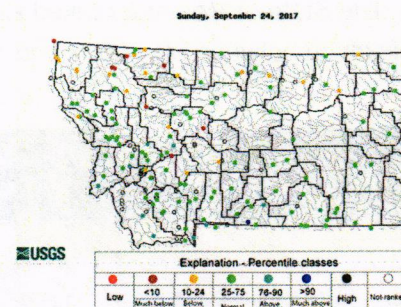 Sunday, September 24, 2017
USGS
Explanation - Percentile classes
Low <10 10-24 25-75 76-90 >90 High Not-ranked
Much below Below Normal Above Much above